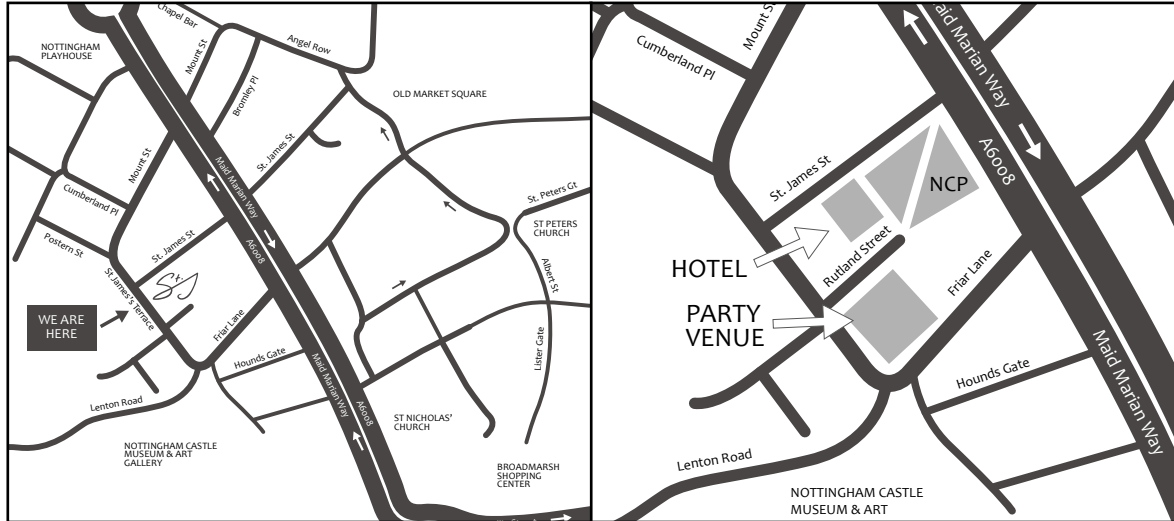 Chapel Bar
Mount St
Angel Row
NOTTINGHAM
PLAYHOUSE
Bromley Pl
OLD MARKET SQUARE
St. James St
Mount St
Maid Marian Way
Cumberland Pl
St. Peters Gt
ST PETERS
CHURCH
Postern St
St. James St
A6008
Albert St
St J
St James's Terrace
WE ARE
HERE
Friar Lane
Hounds Gate
Maid Marian Way
A6008
Lister Gate
Lenton Road
ST NICHOLAS'
CHURCH
NOTTINGHAM CASTLE
MUSEUM & ART
GALLERY
BROADMARSH
SHOPPING
CENTER
Maid Marian Way
Mount St
Cumberland Pl
A6008
St. James St
NCP
HOTEL
Rutland Street
Friar Lane
PARTY
VENUE
Hounds Gate
Maid Marian Way
Lenton Road
NOTTINGHAM CASTLE
MUSEUM & ART